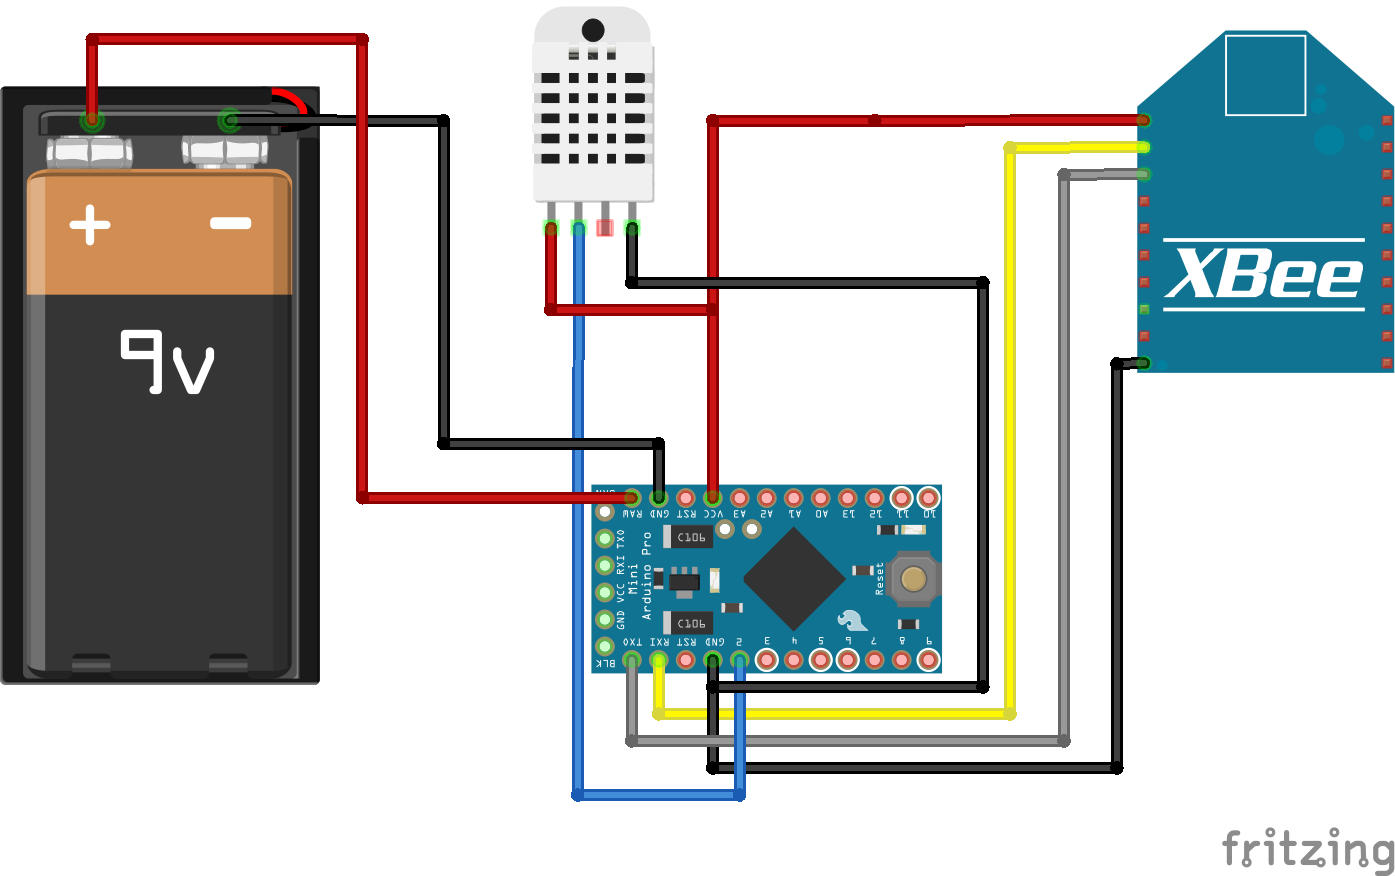 + −
9v
XBee
GRN
RAW GND RST VCC A3 A2 A1 A0 13 12 11 10
BLK GND VCC RXI TXO
Arduino Pro
Mini
C106
C106
Reset
TXO RXI RST GND 2 3 4 5 6 7 8 9
fritzing